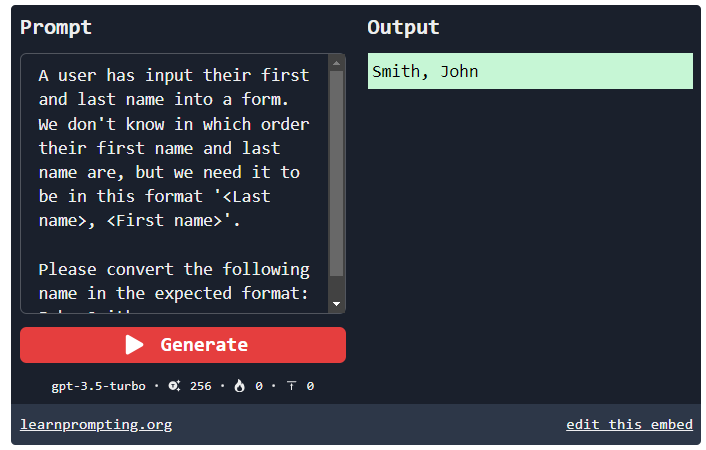 Prompt
A user has input their first
and last name into a form.
We don't know in which order
their first name and last
name are, but we need it to
be in this format '<Last
name>, <First name>'.
Please convert the following
name in the expected format:
Generate
gpt-3.5-turbo · 256 · 0 · 0
Output
Smith, John
learnprompting.org
edit this embed